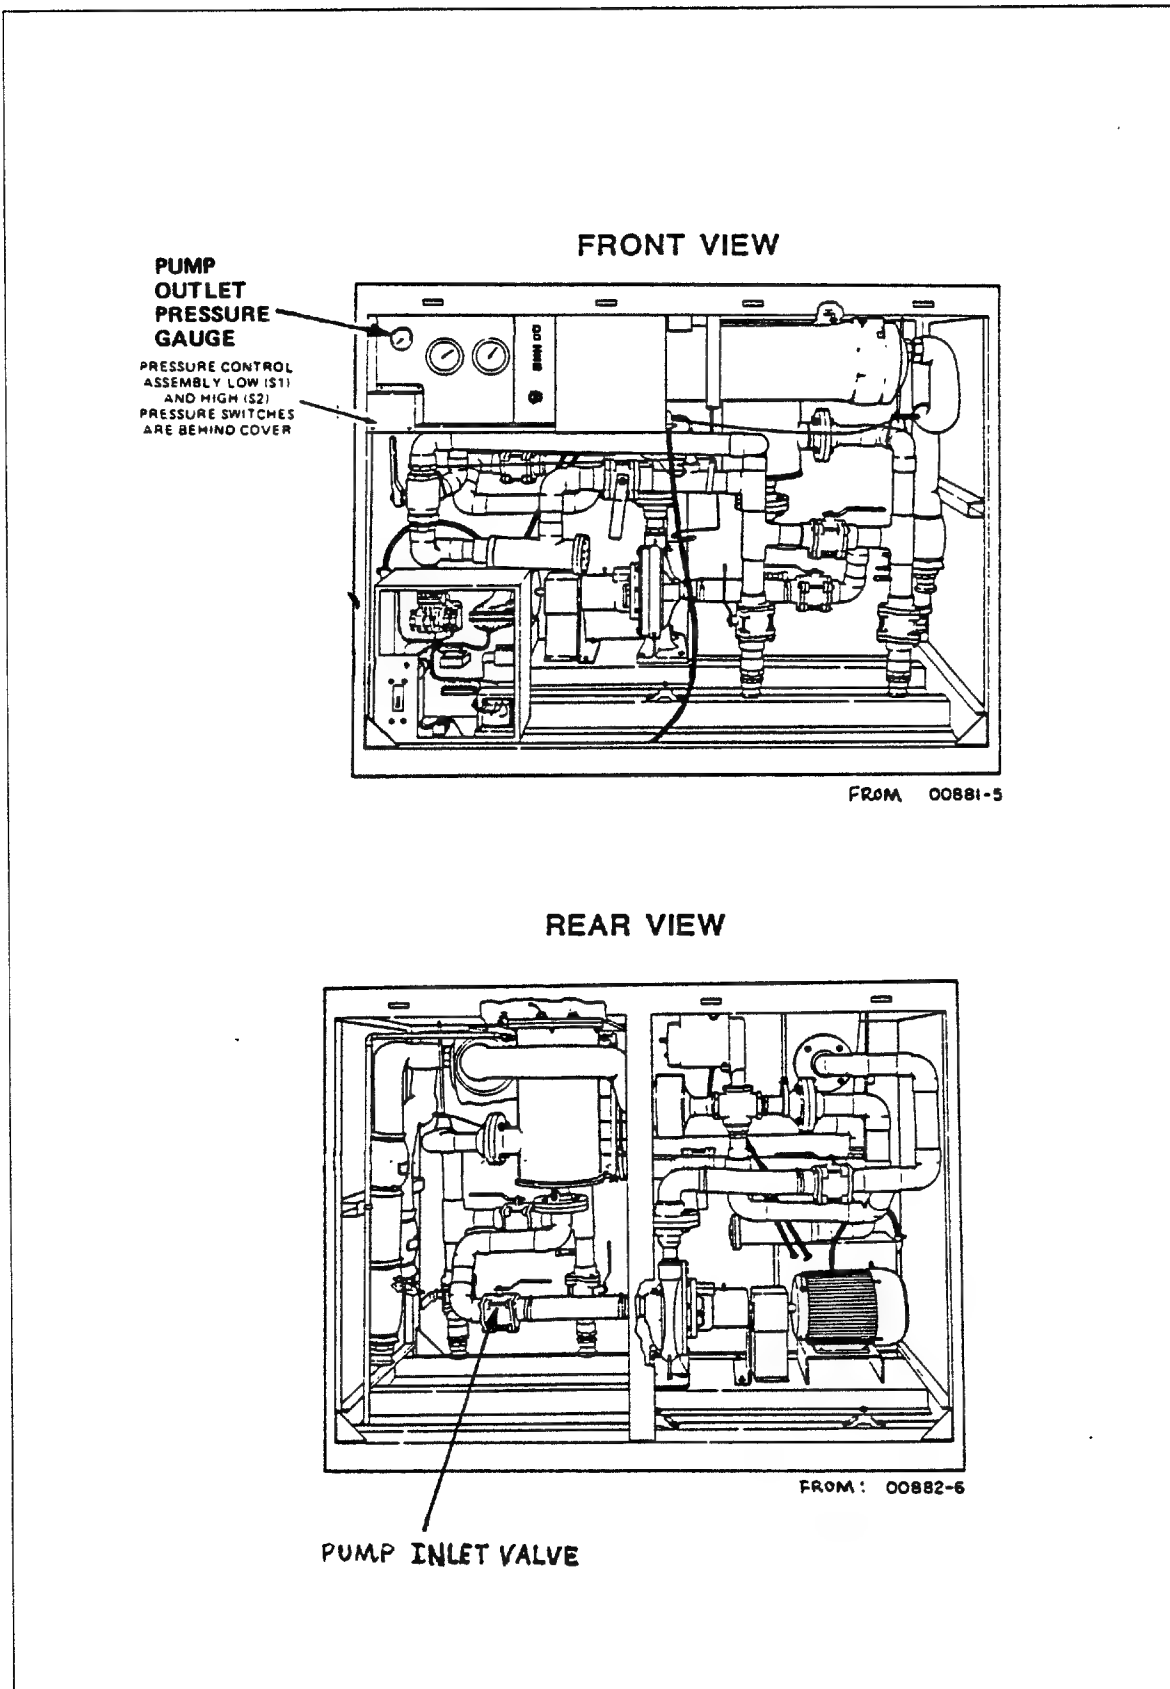 FRONT VIEW
PUMP
OUTLET
PRESSURE
GAUGE
PRESSURE CONTROL
ASSEMBLY LOW (S1)
AND HIGH (S2)
PRESSURE SWITCHES
ARE BEHIND COVER
FROM 00881-5
REAR VIEW
FROM: 00882-6
PUMP INLET VALVE